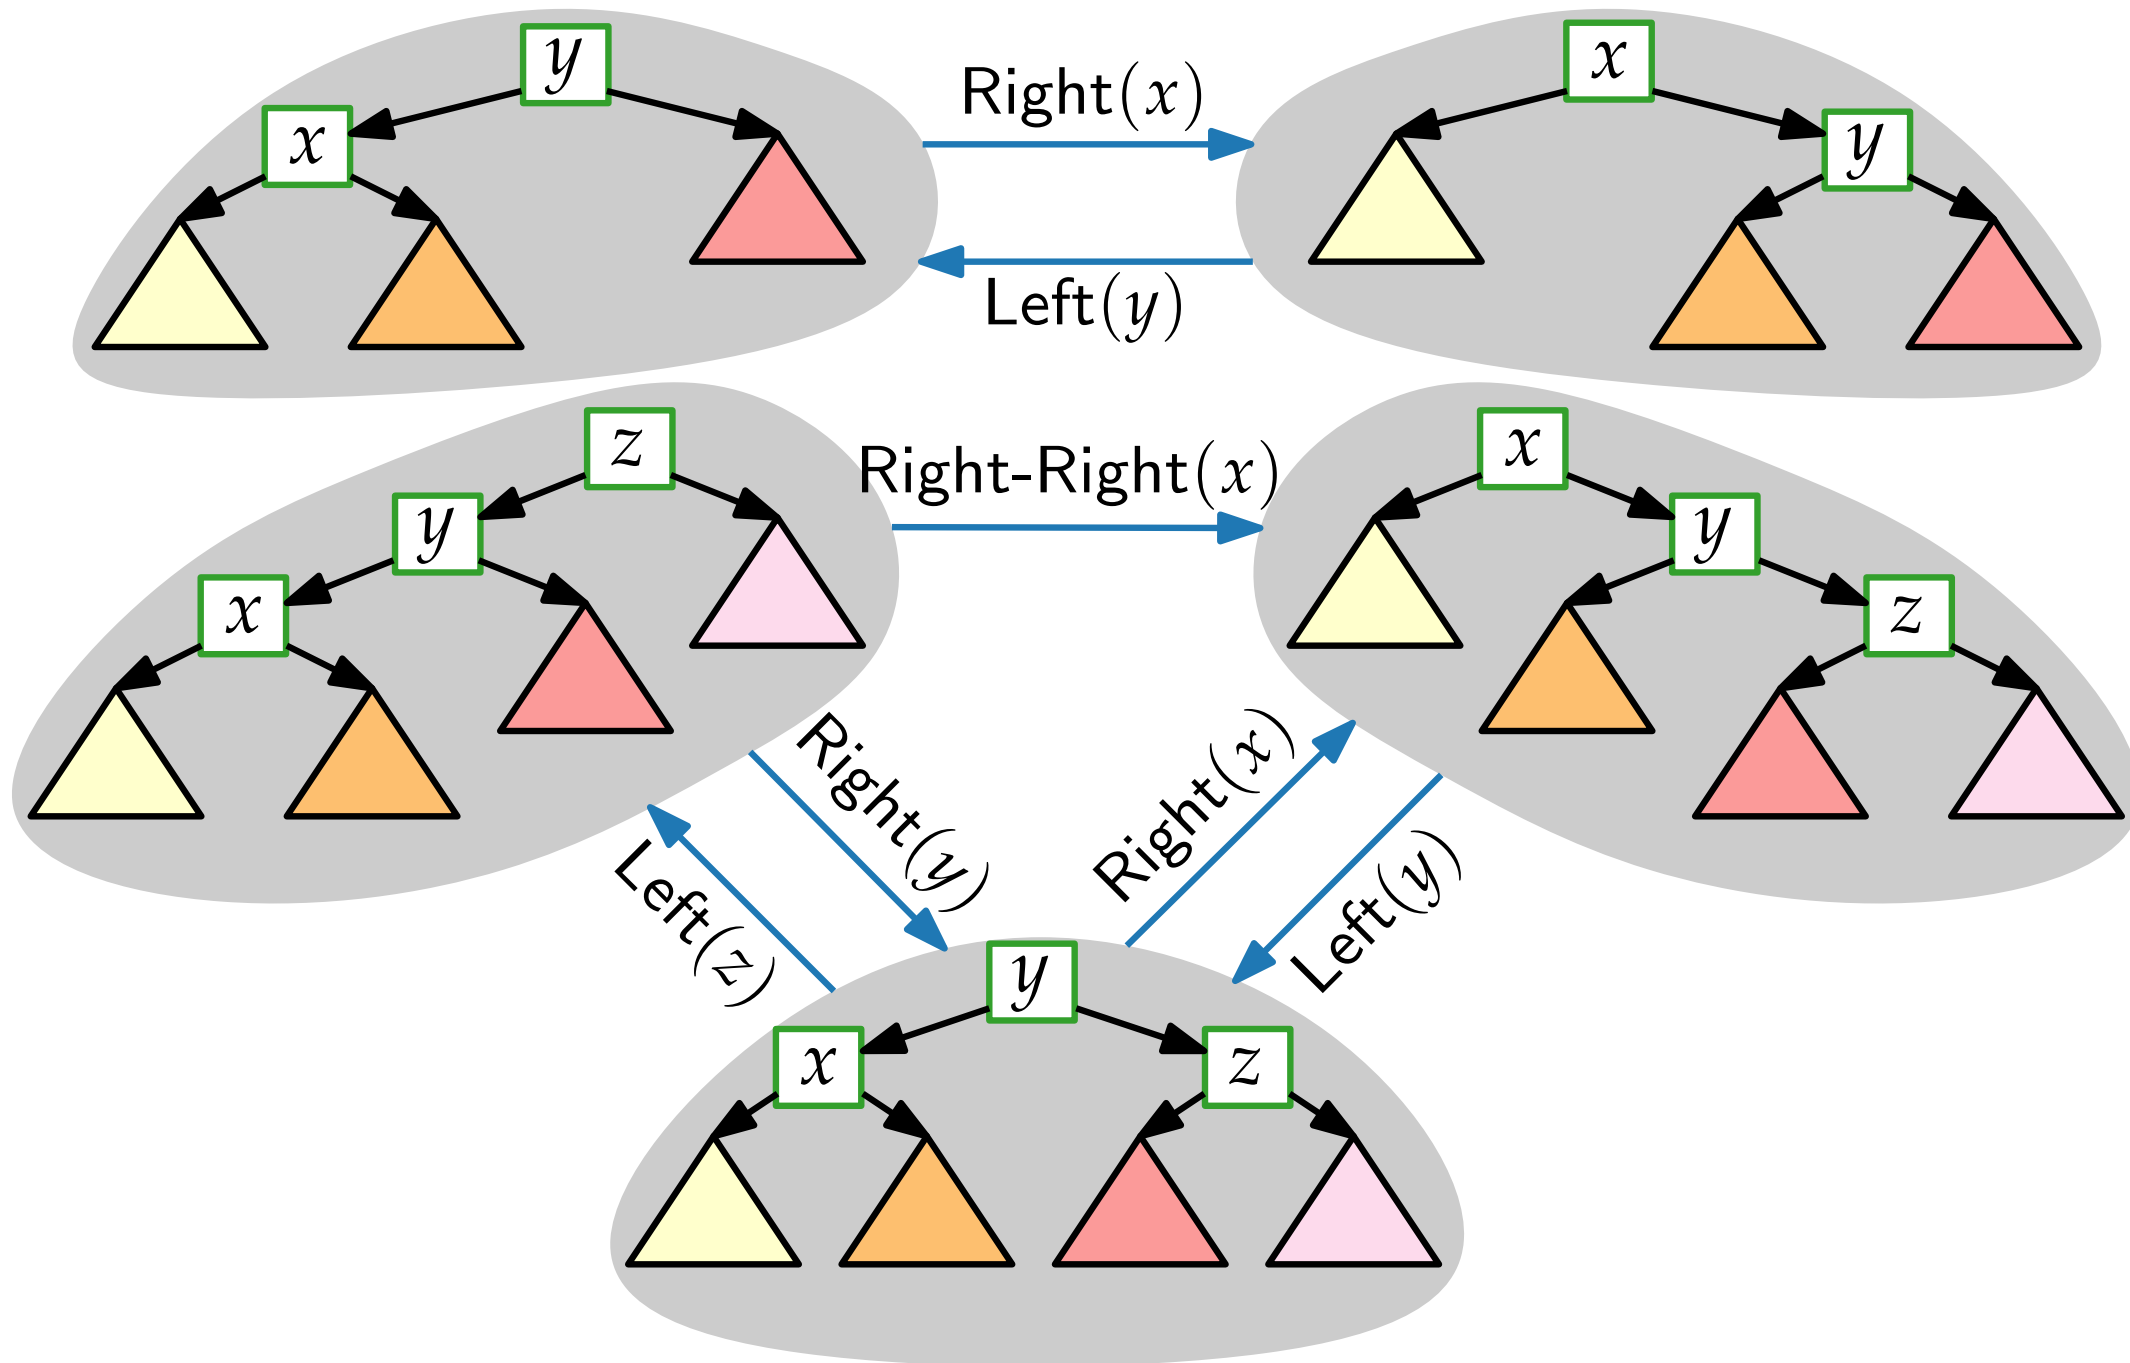 y
x
Right(x)
x
y
Left(y)
z
y
x
Right-Right(x)
x
y
z
Right(y)
Left(z)
Right(x)
Left(y)
y
x
z